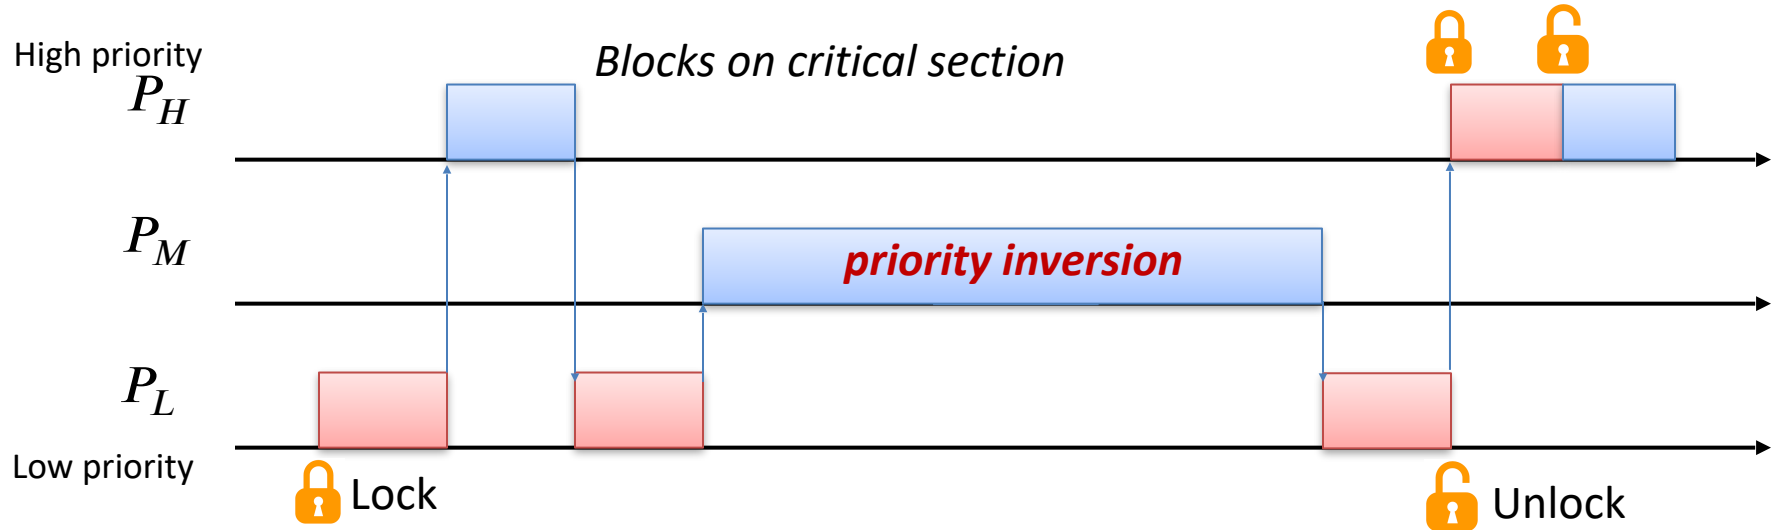 High priority
Blocks on critical section
P_H
P_M
priority inversion
P_L
Low priority
Lock
Unlock